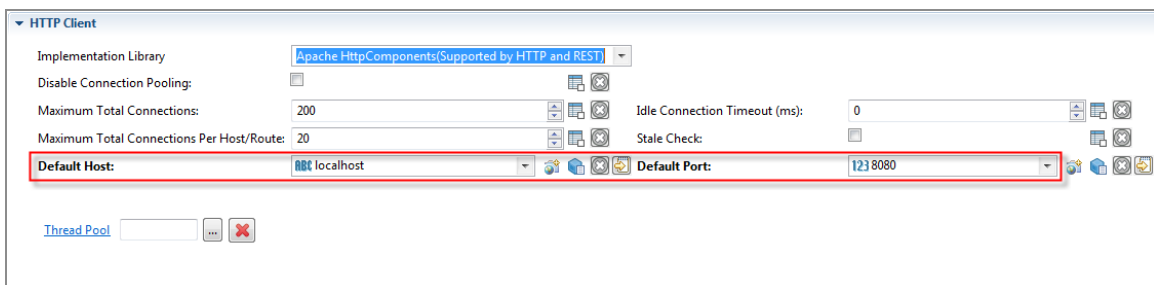 HTTP Client
Implementation Library Apache HttpComponents(Supported by HTTP and REST)
Disable Connection Pooling:
Maximum Total Connections: 200 Idle Connection Timeout (ms): 0
Maximum Total Connections Per Host/Route: 20 Stale Check:
Default Host: ABC localhost Default Port: 123 8080
Thread Pool ...